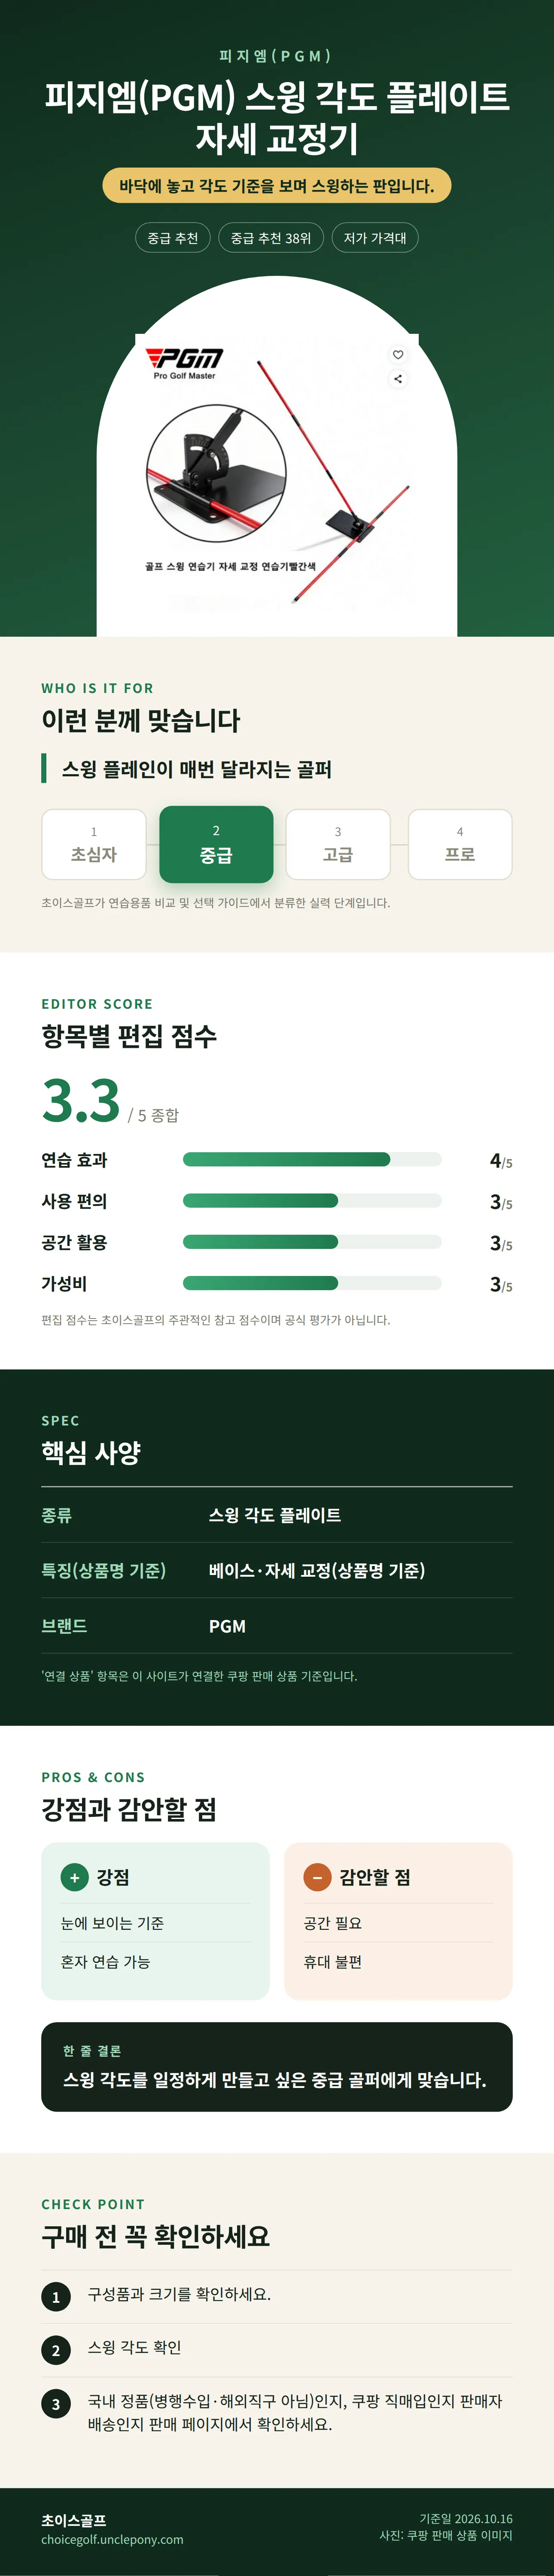 피지엠(PGM)
피지엠(PGM) 스윙 각도 플레이트
자세 교정기
바닥에 놓고 각도 기준을 보며 스윙하는 판입니다.
중급 추천
중급 추천 38위
저가 가격대
PGM
Pro Golf Master
골프 스윙 연습기 자세 교정 연습기빨간색
WHO IS IT FOR
이런 분께 맞습니다
스윙 플레인이 매번 달라지는 골퍼
1
초심자
2
중급
3
고급
4
프로
초이스골프가 연습용품 비교 및 선택 가이드에서 분류한 실력 단계입니다.
EDITOR SCORE
항목별 편집 점수
3.3 / 5 종합
연습 효과 4/5
사용 편의 3/5
공간 활용 3/5
가성비 3/5
편집 점수는 초이스골프의 주관적인 참고 점수이며 공식 평가가 아닙니다.
SPEC
핵심 사양
종류 스윙 각도 플레이트
특징(상품명 기준) 베이스·자세 교정(상품명 기준)
브랜드 PGM
'연결 상품' 항목은 이 사이트가 연결한 쿠팡 판매 상품 기준입니다.
PROS & CONS
강점과 감안할 점
+ 강점
눈에 보이는 기준
혼자 연습 가능
− 감안할 점
공간 필요
휴대 불편
한 줄 결론
스윙 각도를 일정하게 만들고 싶은 중급 골퍼에게 맞습니다.
CHECK POINT
구매 전 꼭 확인하세요
1 구성품과 크기를 확인하세요.
2 스윙 각도 확인
3 국내 정품(병행수입·해외직구 아님)인지, 쿠팡 직매입인지 판매자
배송인지 판매 페이지에서 확인하세요.
초이스골프
choicegolf.unclepony.com
기준일 2026.10.16
사진: 쿠팡 판매 상품 이미지